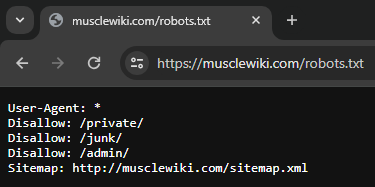 musclewiki.com/robots.txt
https://musclewiki.com/robots.txt
User-Agent: *
Disallow: /private/
Disallow: /junk/
Disallow: /admin/
Sitemap: http://musclewiki.com/sitemap.xml